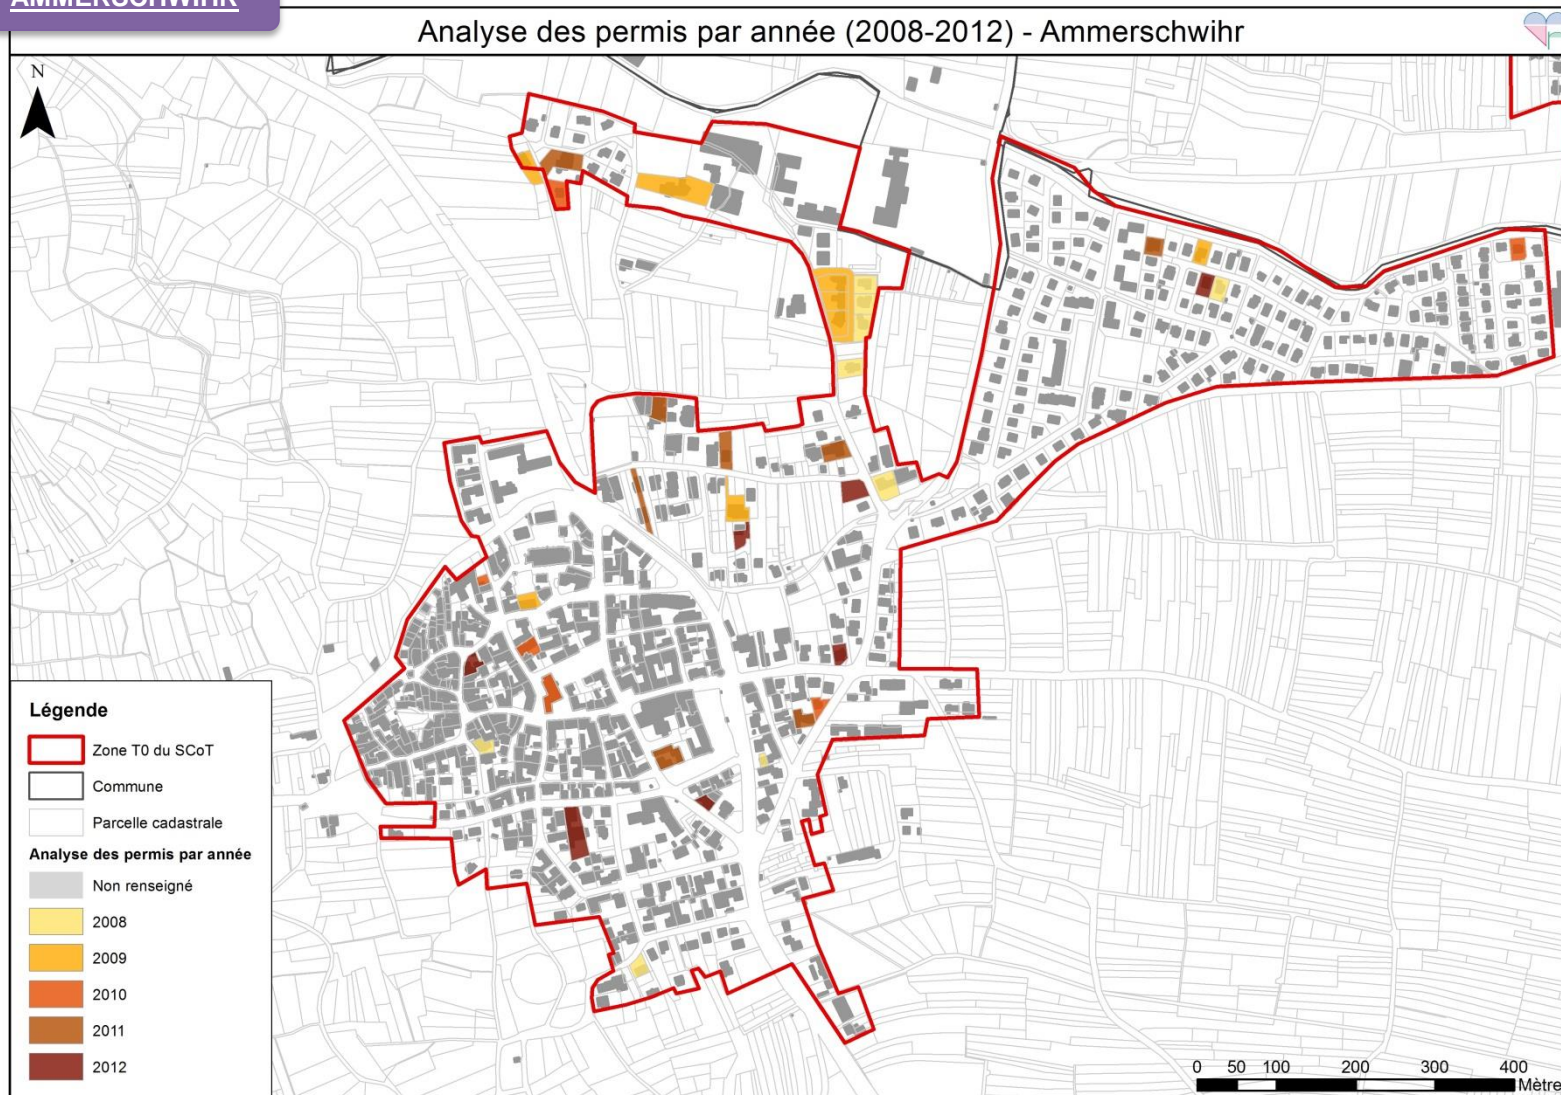 AMMERSCHWIHR
Analyse des permis par année (2008-2012) - Ammerschwihr
N
Légende
Zone T0 du SCoT
Commune
Parcelle cadastrale
Analyse des permis par année
Non renseigné
2008
2009
2010
2011
2012
0 50 100 200 300 400
Mètre